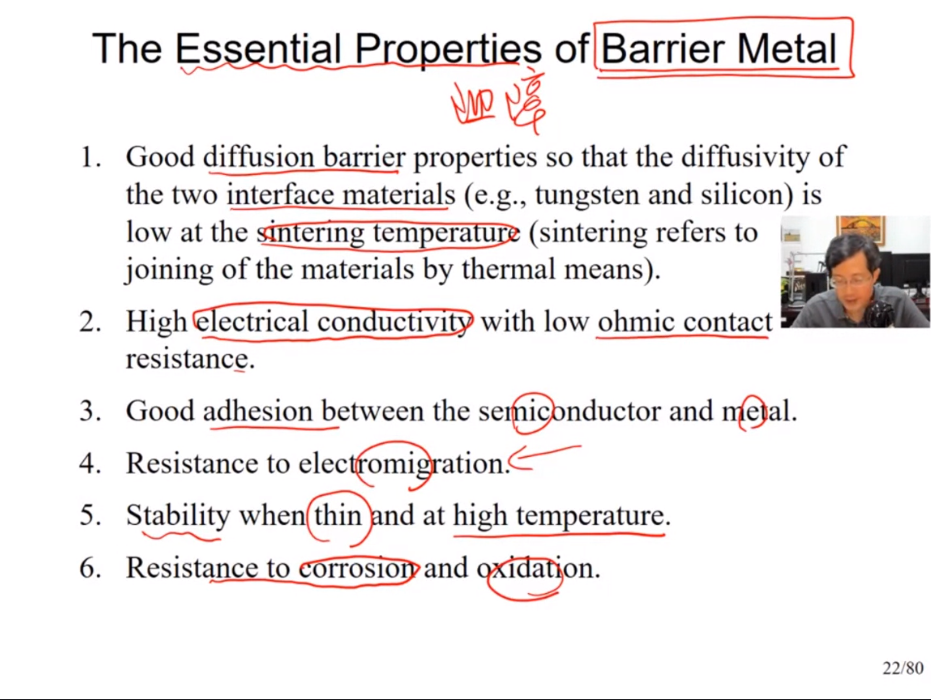 The Essential Properties of Barrier Metal
1. Good diffusion barrier properties so that the diffusivity of
the two interface materials (e.g., tungsten and silicon) is
low at the sintering temperature (sintering refers to
joining of the materials by thermal means).
2. High electrical conductivity with low ohmic contact
resistance.
3. Good adhesion between the semiconductor and metal.
4. Resistance to electromigration.
5. Stability when thin and at high temperature.
6. Resistance to corrosion and oxidation.
22/80